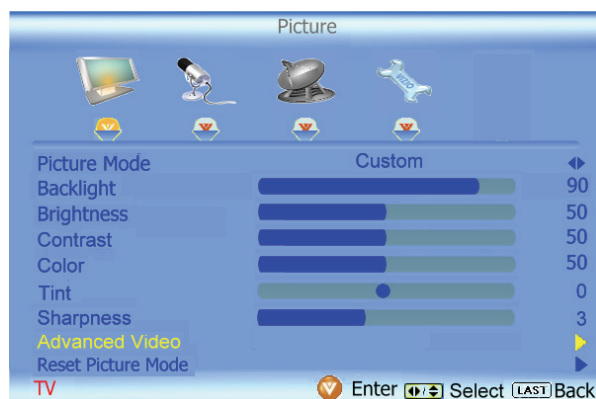 Picture
VIZIO
Picture Mode Custom
Backlight 90
Brightness 50
Contrast 50
Color 50
Tint 0
Sharpness 3
Advanced Video
Reset Picture Mode
TV Enter Select LAST Back